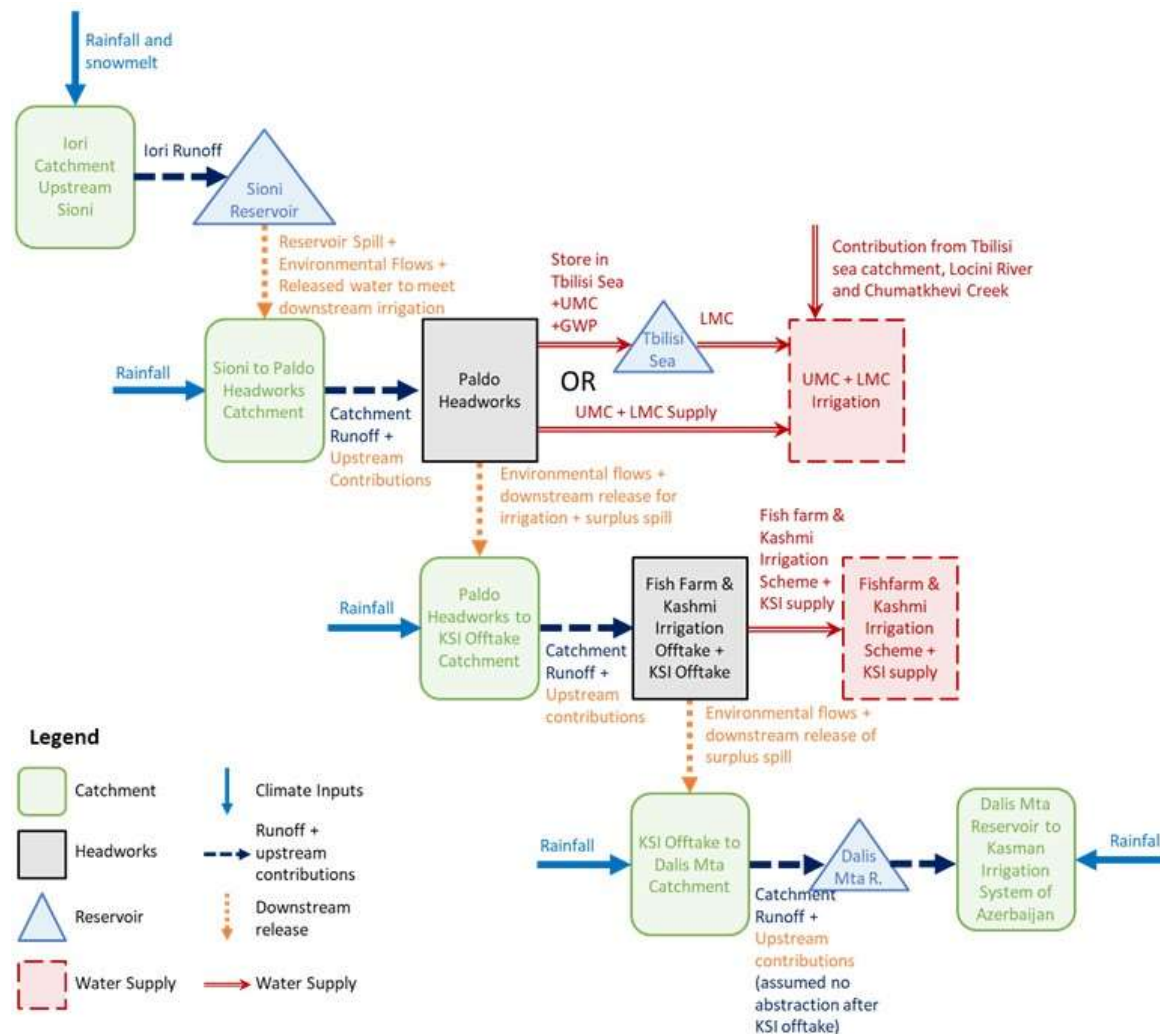 Rainfall and
snowmelt
Iori
Catchment
Upstream
Sioni
Iori Runoff
Sioni
Reservoir
Reservoir Spill +
Environmental Flows +
Released water to meet
downstream irrigation
Store in
Tbilisi Sea
+UMC
+GWP
Tbilisi
Sea
LMC
Contribution from Tbilisi
sea catchment, Locini River
and Chumatkhevi Creek
Rainfall
Sioni to Paldo
Headworks
Catchment
Catchment
Runoff +
Upstream
Contributions
Paldo
Headworks
OR
UMC + LMC Supply
UMC + LMC
Irrigation
Environmental flows +
downstream release for
irrigation + surplus spill
Rainfall
Paldo
Headworks to
KSI Offtake
Catchment
Catchment
Runoff +
Upstream
contributions
Fish Farm &
Kashmi
Irrigation
Offtake +
KSI Offtake
Fish farm &
Kashmi
Irrigation
Scheme +
KSI supply
Fishfarm &
Kashmi
Irrigation
Scheme +
KSI supply
Environmental flows +
downstream release of
surplus spill
Rainfall
KSI Offtake to
Dalis Mta
Catchment
Catchment
Runoff +
Upstream
contributions
(assumed no
abstraction after
KSI offtake)
Dalis
Mta R.
Dalis Mta
Reservoir to
Kasman
Irrigation
System of
Azerbaijan
Rainfall
Legend
Catchment
Climate Inputs
Headworks
Runoff +
upstream
contributions
Reservoir
Downstream
release
Water Supply
Water Supply